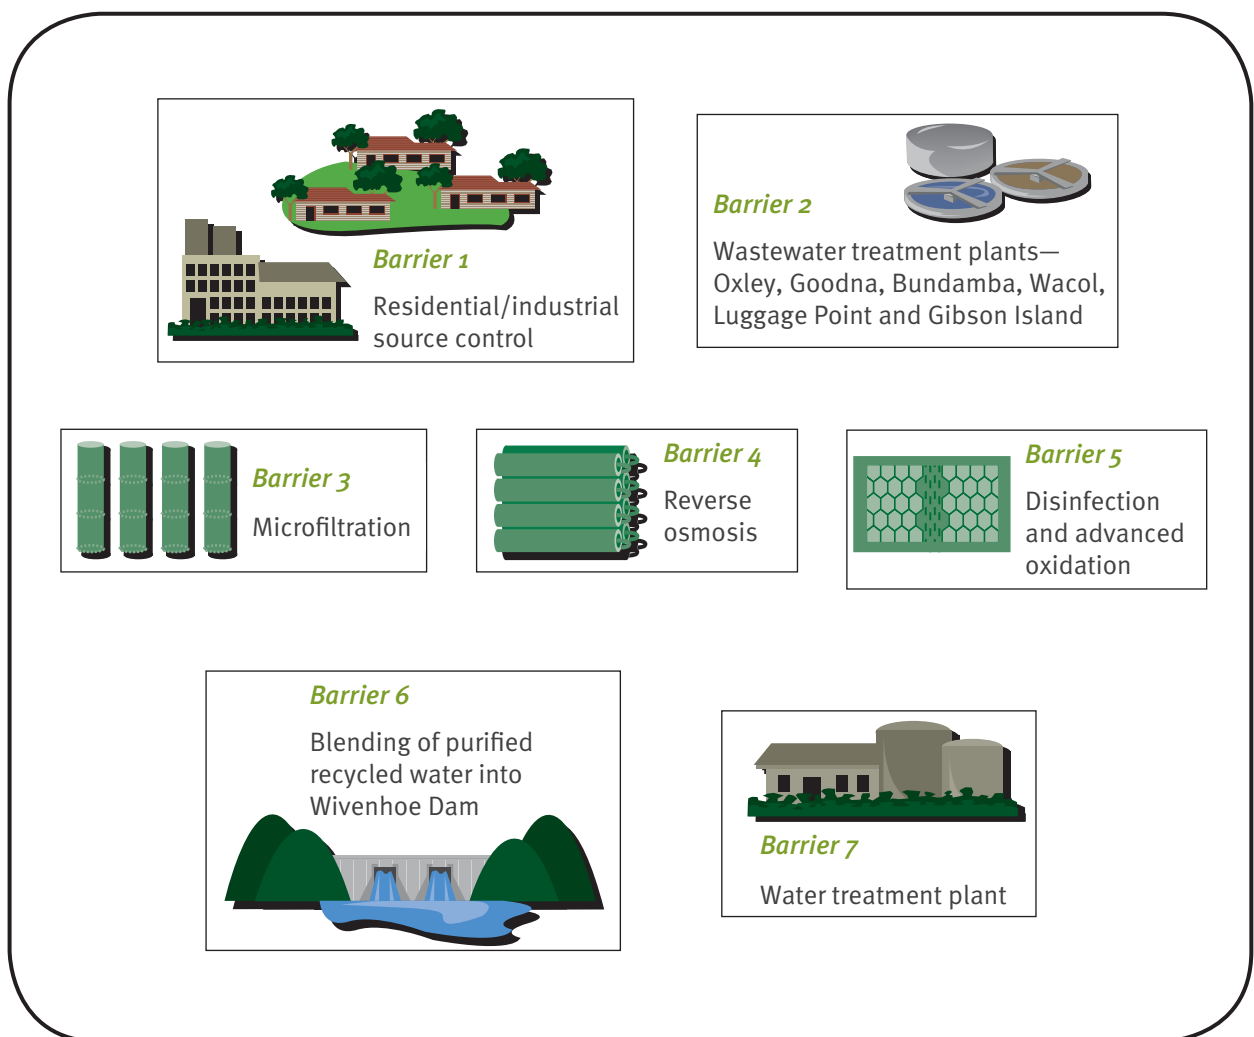 Barrier 1
Residential/industrial
source control
Barrier 2
Wastewater treatment plants—
Oxley, Goodna, Bundamba, Wacol,
Luggage Point and Gibson Island
Barrier 3
Microfiltration
Barrier 4
Reverse
osmosis
Barrier 5
Disinfection
and advanced
oxidation
Barrier 6
Blending of purified
recycled water into
Wivenhoe Dam
Barrier 7
Water treatment plant